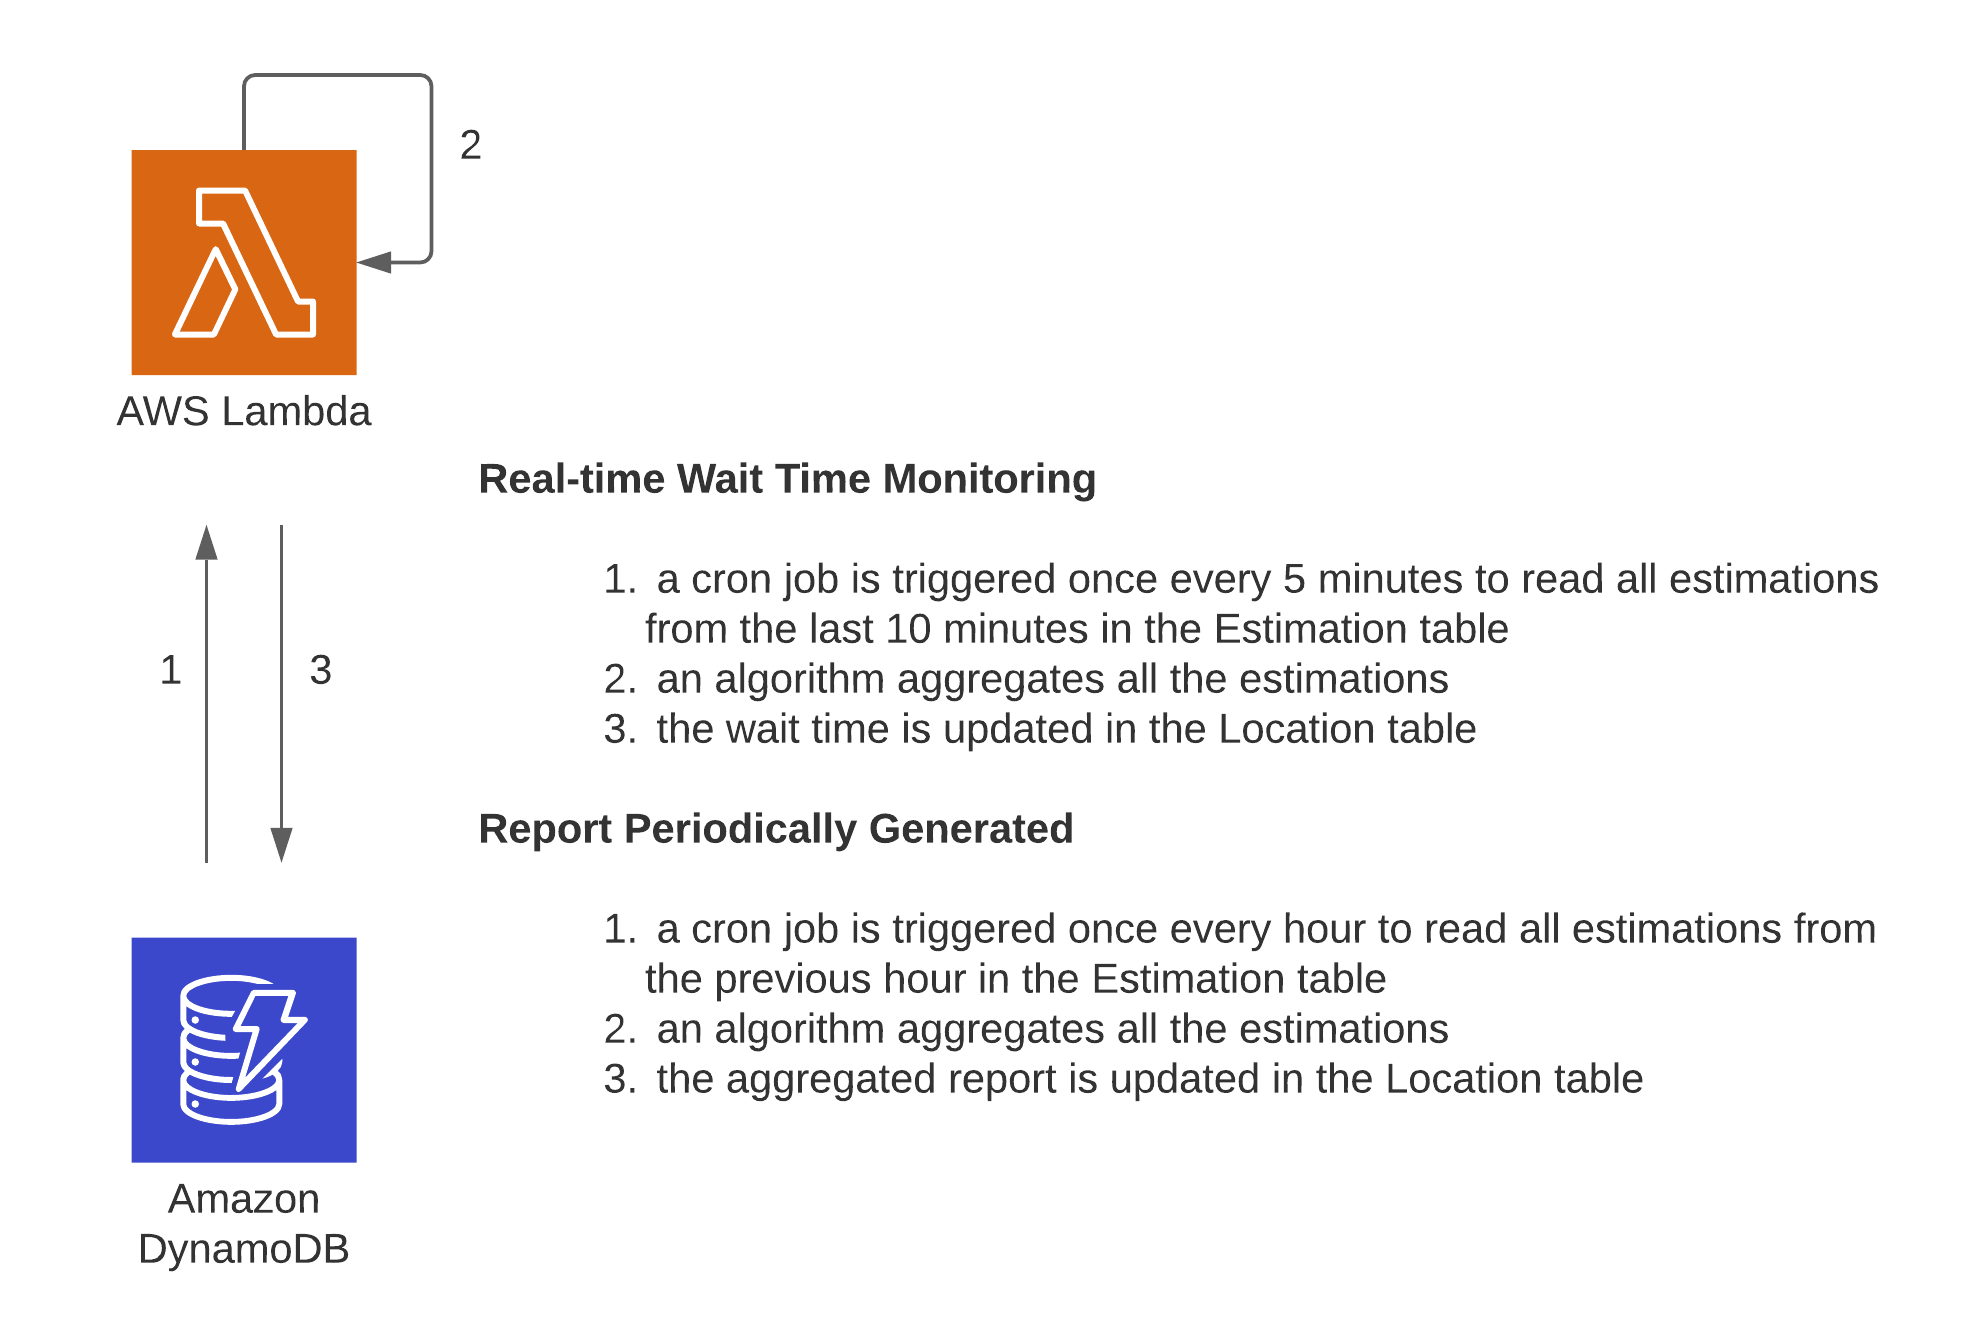 2
AWS Lambda
Real-time Wait Time Monitoring
1. a cron job is triggered once every 5 minutes to read all estimations
from the last 10 minutes in the Estimation table
2. an algorithm aggregates all the estimations
3. the wait time is updated in the Location table
1
3
Report Periodically Generated
1. a cron job is triggered once every hour to read all estimations from
the previous hour in the Estimation table
2. an algorithm aggregates all the estimations
3. the aggregated report is updated in the Location table
Amazon
DynamoDB